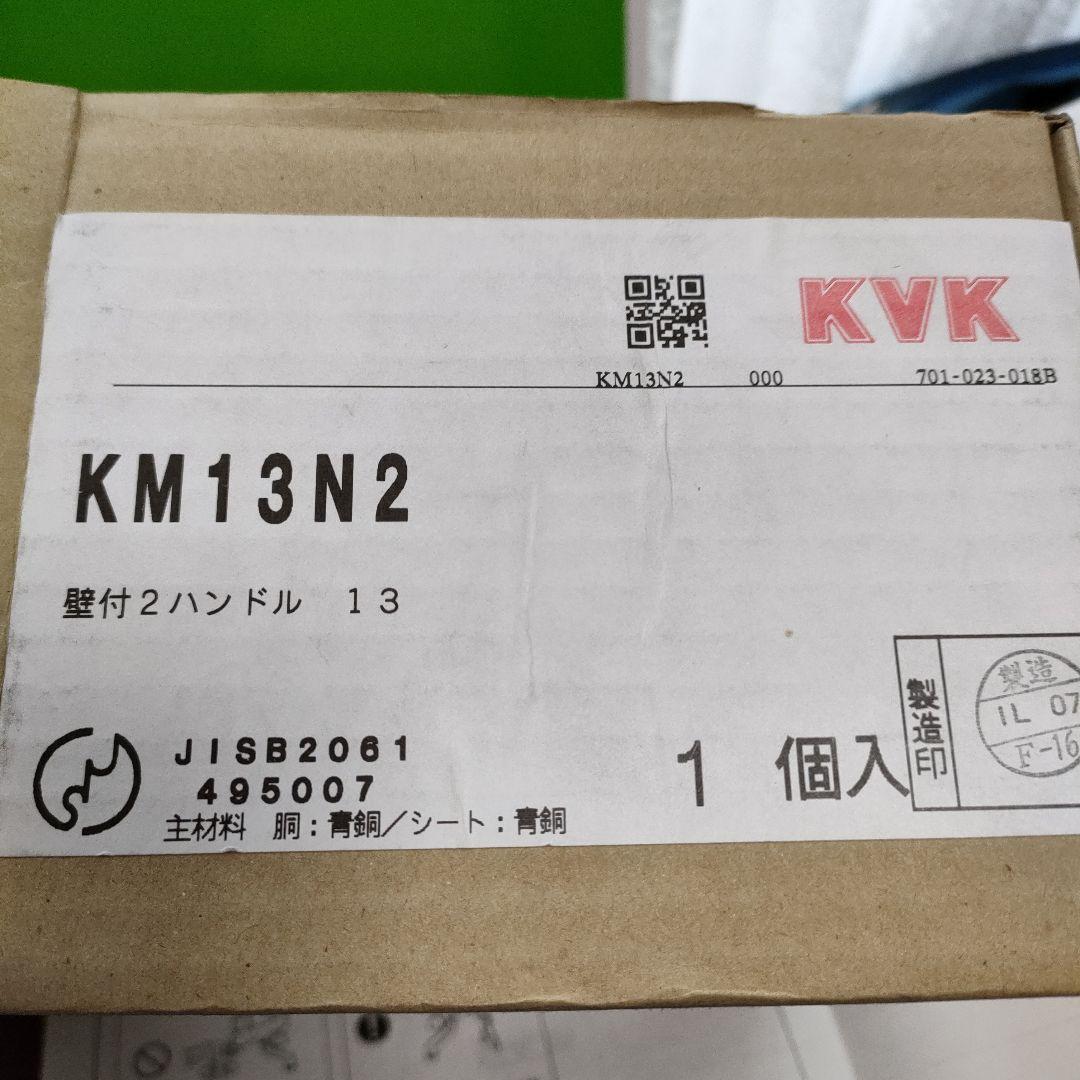 KVK
KM13N2 000 701-023-018B
KM13N2
壁付2ハンドル 13
JISB2061
495007
主材料 胴:青銅/シート:青銅
1 個入
製造印
製造
1L 07
F-16